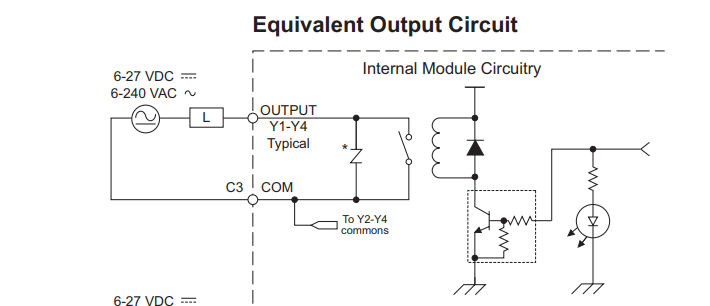 Equivalent Output Circuit
Internal Module Circuitry
6-27 VDC
6-240 VAC
L
OUTPUT
Y1-Y4
Typical
*
C3
COM
To Y2-Y4
commons
6-27 VDC